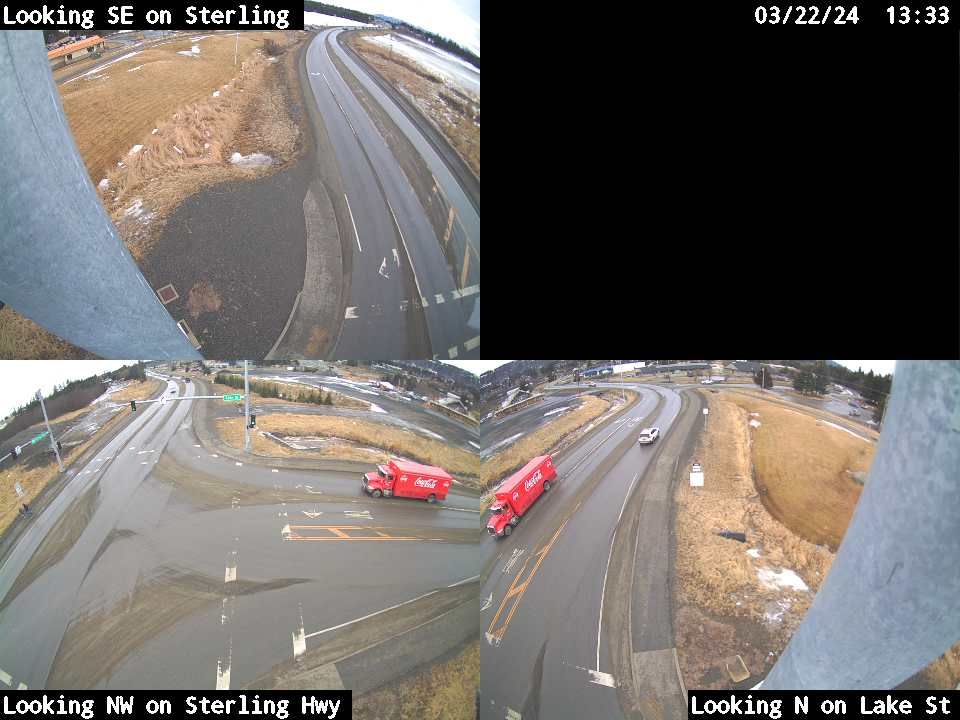 Looking SE on Sterling
03/22/24 13:33
Coca-Cola
Coca-Cola
Looking NW on Sterling Hwy
Looking N on Lake St